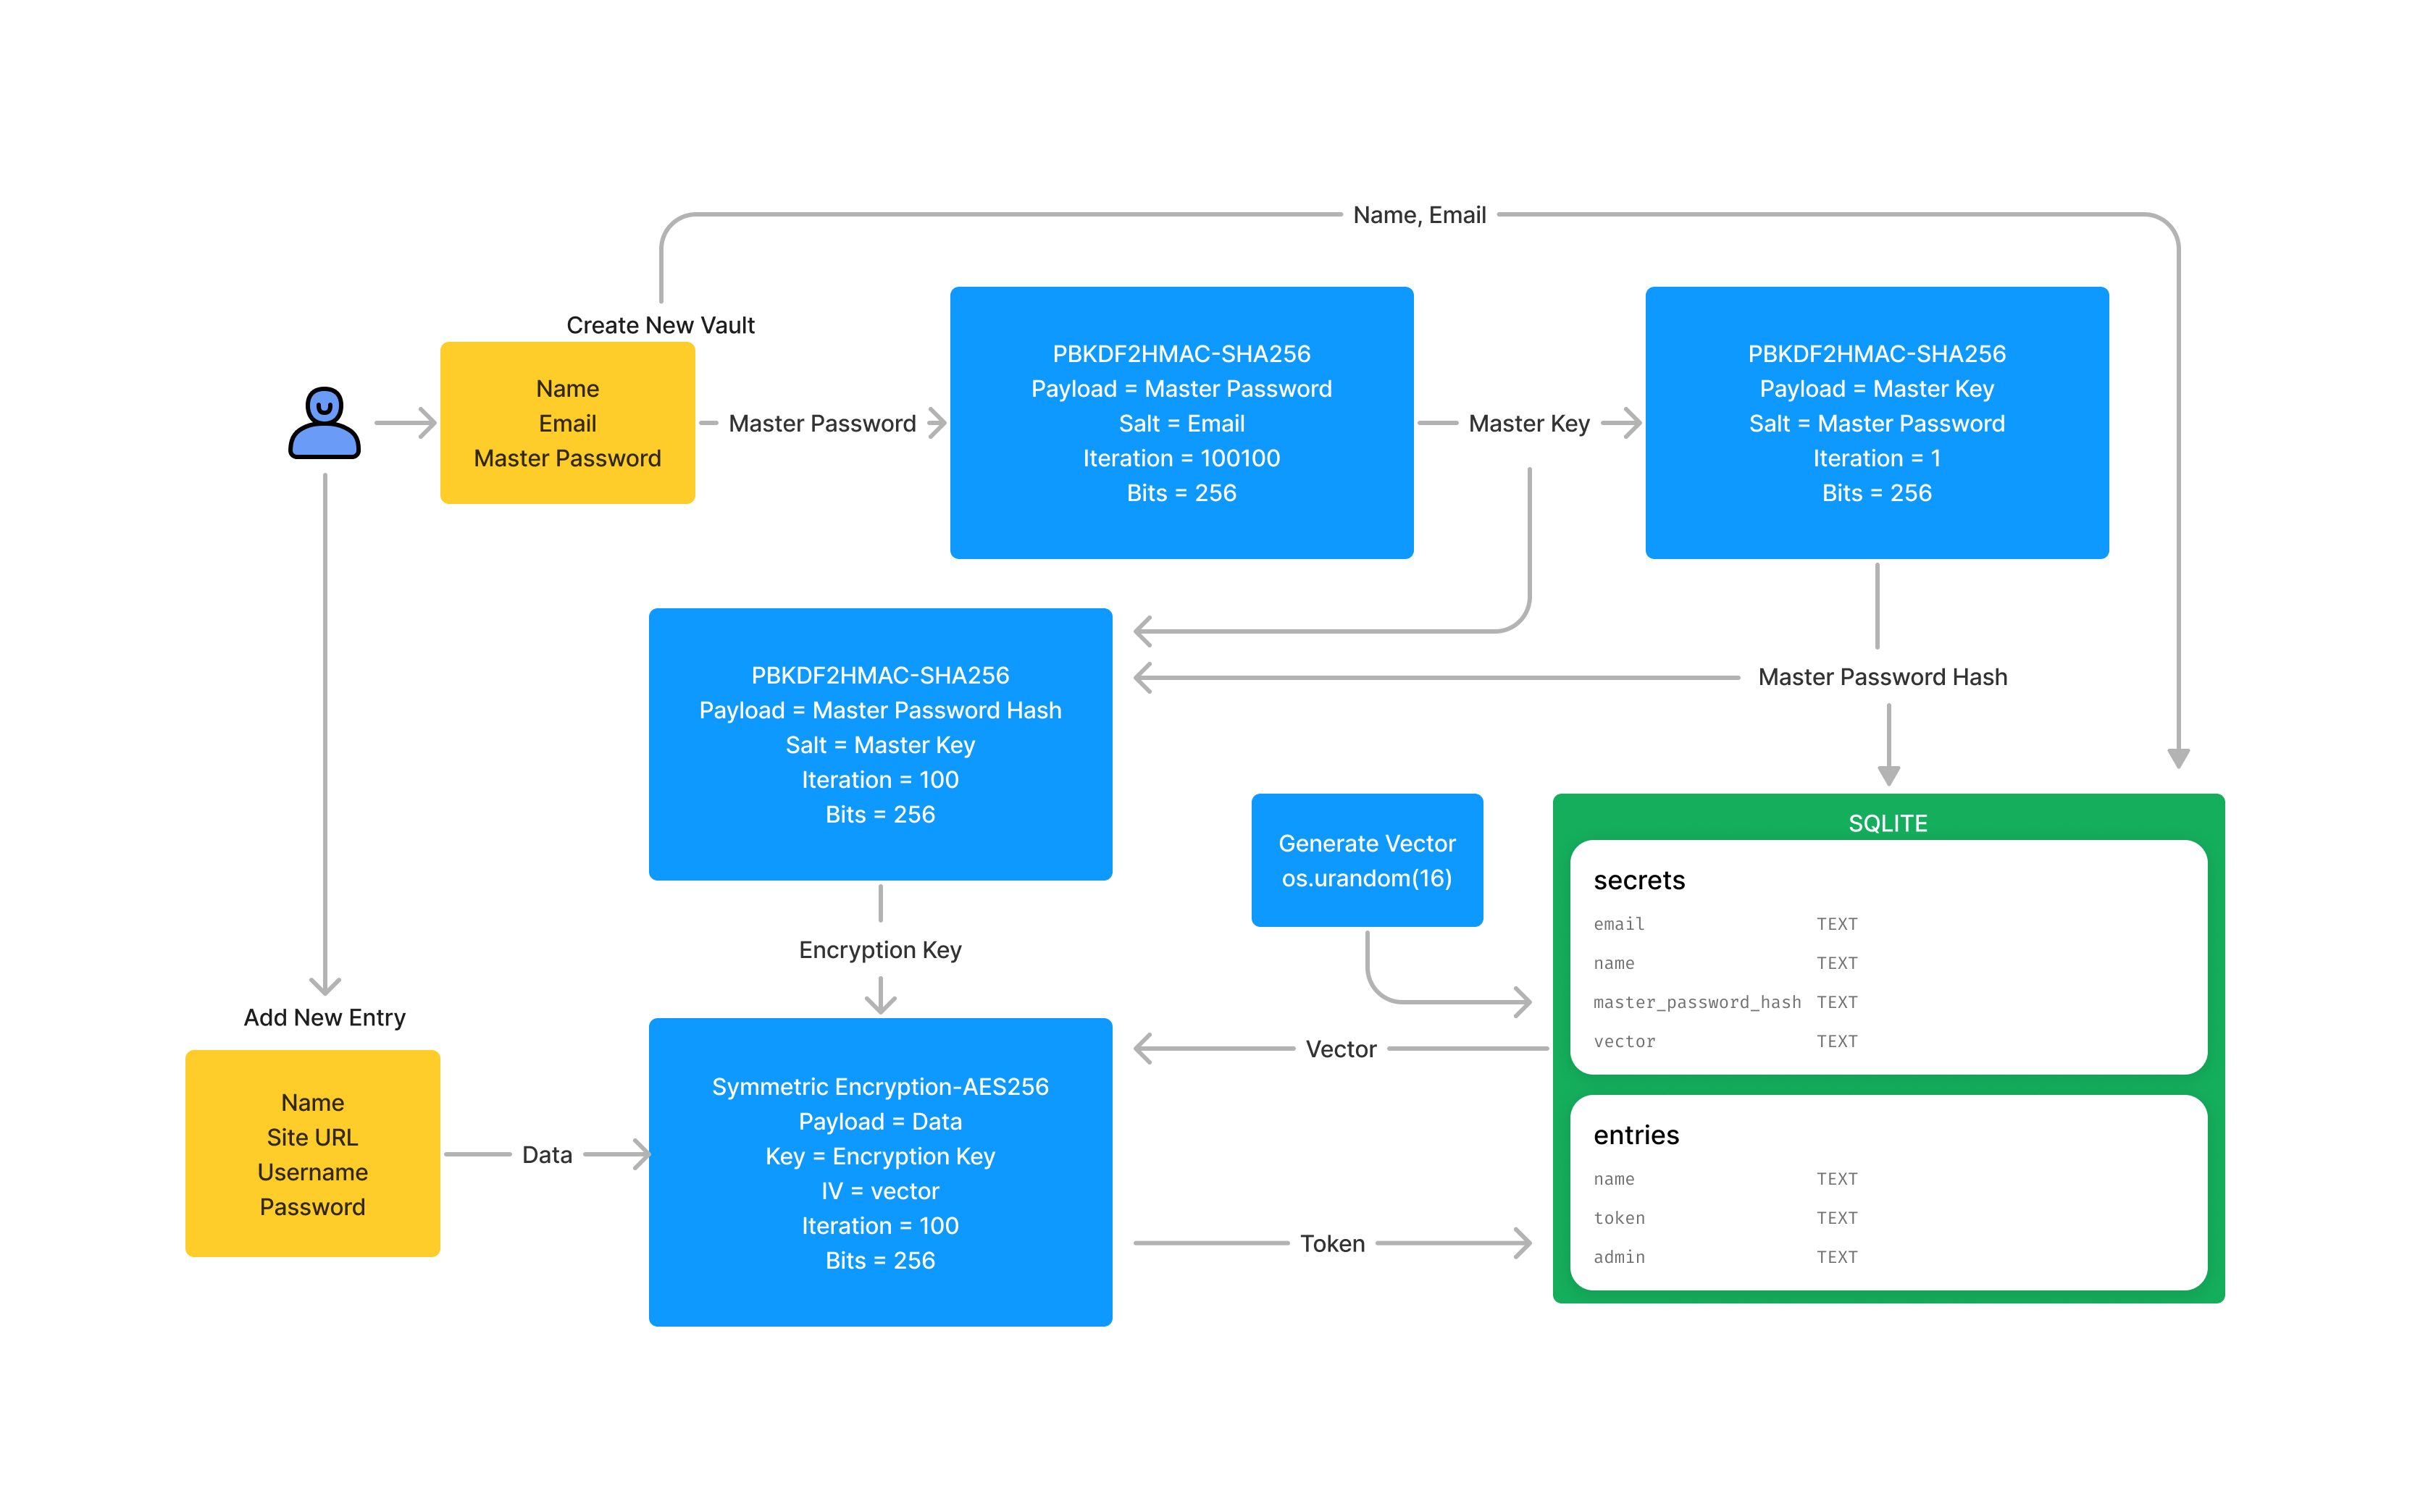 Name, Email
Create New Vault
Name
Email
Master Password
Master Password
PBKDF2HMAC-SHA256
Payload = Master Password
Salt = Email
Iteration = 100100
Bits = 256
Master Key
PBKDF2HMAC-SHA256
Payload = Master Key
Salt = Master Password
Iteration = 1
Bits = 256
PBKDF2HMAC-SHA256
Payload = Master Password Hash
Salt = Master Key
Iteration = 100
Bits = 256
Master Password Hash
Generate Vector
os.urandom(16)
Encryption Key
Add New Entry
Name
Site URL
Username
Password
Data
Symmetric Encryption-AES256
Payload = Data
Key = Encryption Key
IV = vector
Iteration = 100
Bits = 256
Vector
Token
SQLITE
secrets
email TEXT
name TEXT
master_password_hash TEXT
vector TEXT
entries
name TEXT
token TEXT
admin TEXT